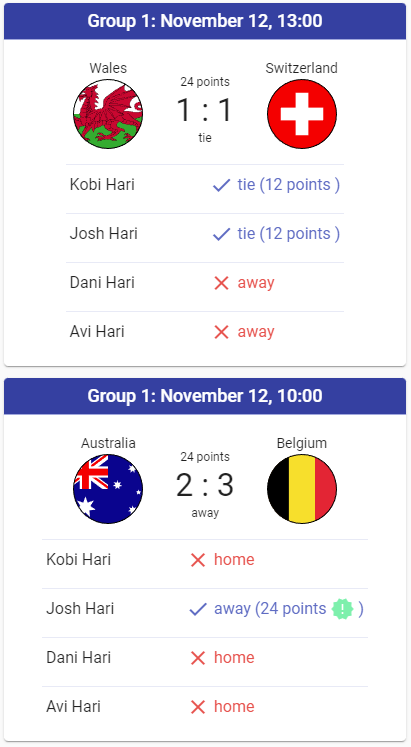 Group 1: November 12, 13:00
Wales
24 points
Switzerland
1 : 1
tie
Kobi Hari tie (12 points )
Josh Hari tie (12 points )
Dani Hari away
Avi Hari away
Group 1: November 12, 10:00
Australia
24 points
Belgium
2 : 3
away
Kobi Hari home
Josh Hari away (24 points ! )
Dani Hari home
Avi Hari home